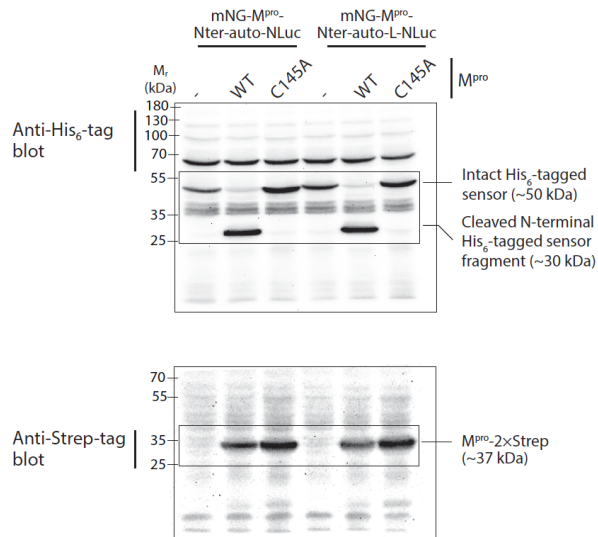 mNG-Mᵖʳᵒ-
Nter-auto-NLuc
mNG-Mᵖʳᵒ-
Nter-auto-L-NLuc
Mᵣ
(kDa)
-
WT
C145A
-
WT
C145A
Mᵖʳᵒ
180
130
100
70
55
35
25
Anti-His₆-tag
blot
Intact His₆-tagged
sensor (~50 kDa)
Cleaved N-terminal
His₆-tagged sensor
fragment (~30 kDa)
70
55
35
25
Anti-Strep-tag
blot
Mᵖʳᵒ-2×Strep
(~37 kDa)